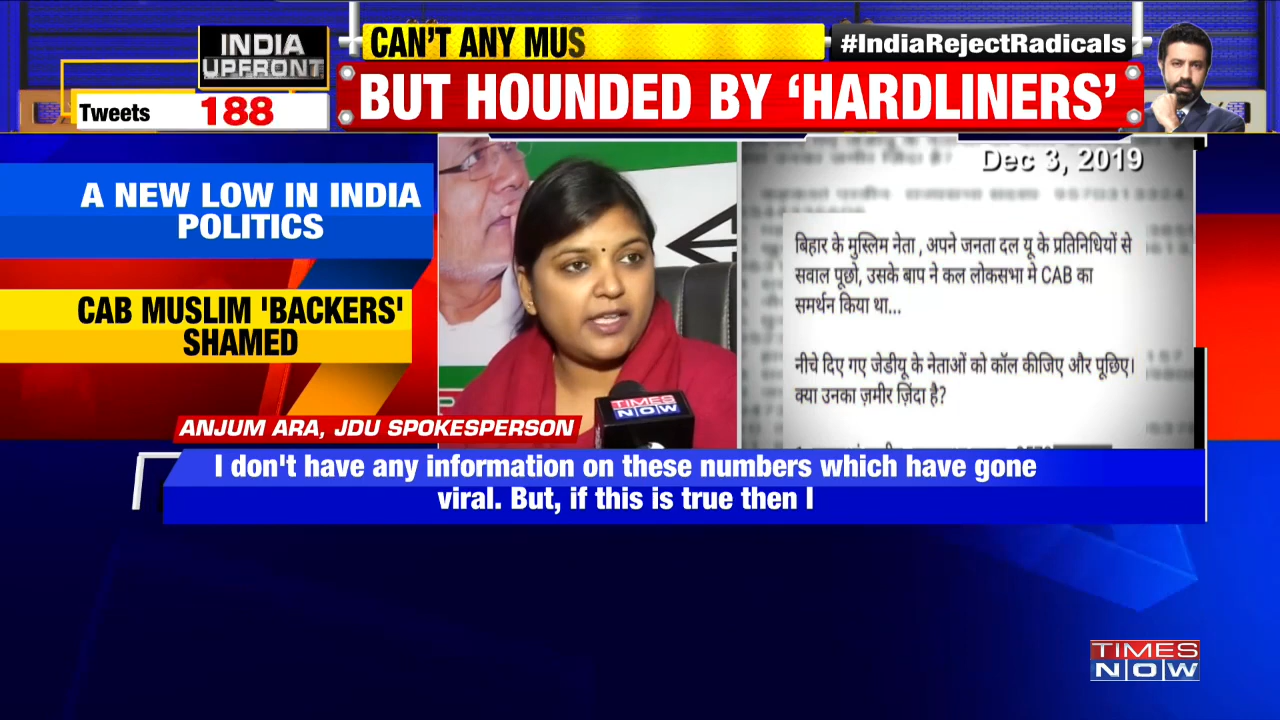 INDIA
UPFRONT
CAN'T ANY MUS
#IndiaRejectRadicals
Tweets 188
BUT HOUNDED BY 'HARDLINERS'
A NEW LOW IN INDIA
POLITICS
CAB MUSLIM 'BACKERS'
SHAMED
TIMES
NOW
Dec 3, 2019
बिहार के मुस्लिम नेता , अपने जनता दल यू के प्रतिनिधियों से
सवाल पूछो, उसके बाप ने कल लोकसभा मे CAB का
समर्थन किया था...
नीचे दिए गए जेडीयू के नेताओं को कॉल कीजिए और पूछिए।
क्या उनका ज़मीर ज़िंदा है?
ANJUM ARA, JDU SPOKESPERSON
I don't have any information on these numbers which have gone
viral. But, if this is true then I
TIMES
NOW